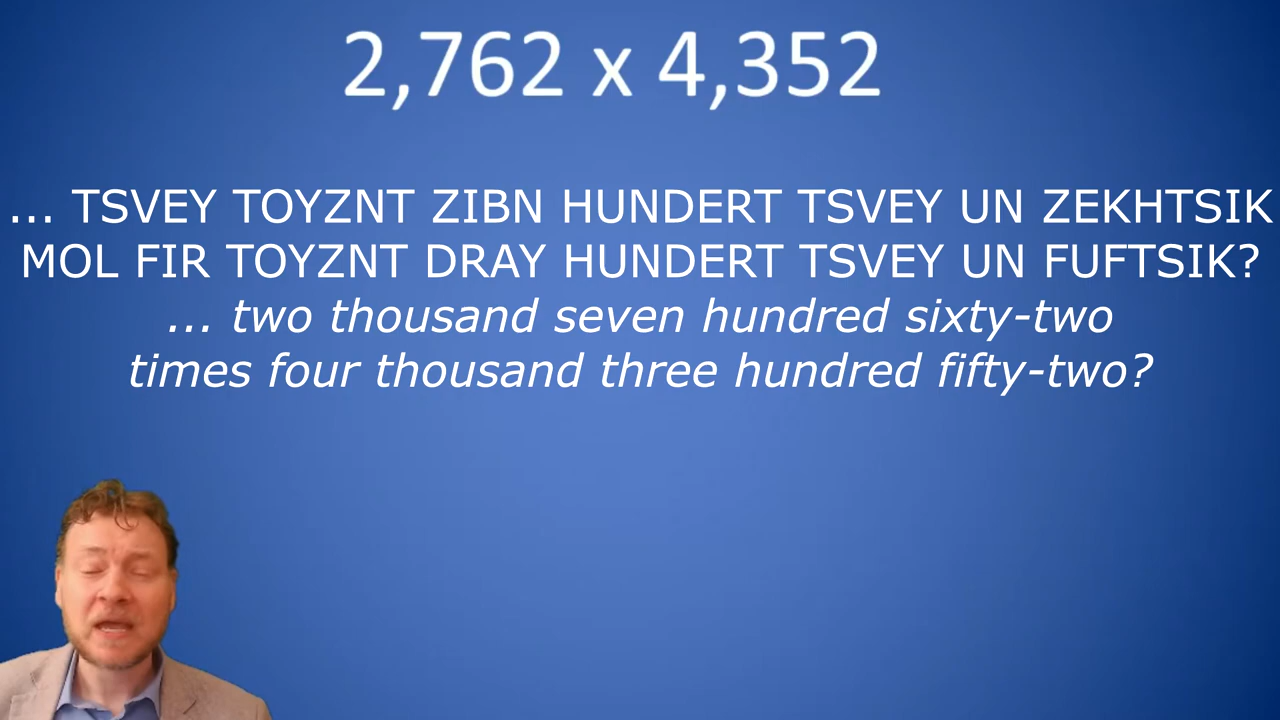 2,762 x 4,352
... TSVEY TOYZNT ZIBN HUNDERT TSVEY UN ZEKHTSIK
MOL FIR TOYZNT DRAY HUNDERT TSVEY UN FUFTSIK?
... two thousand seven hundred sixty-two
times four thousand three hundred fifty-two?